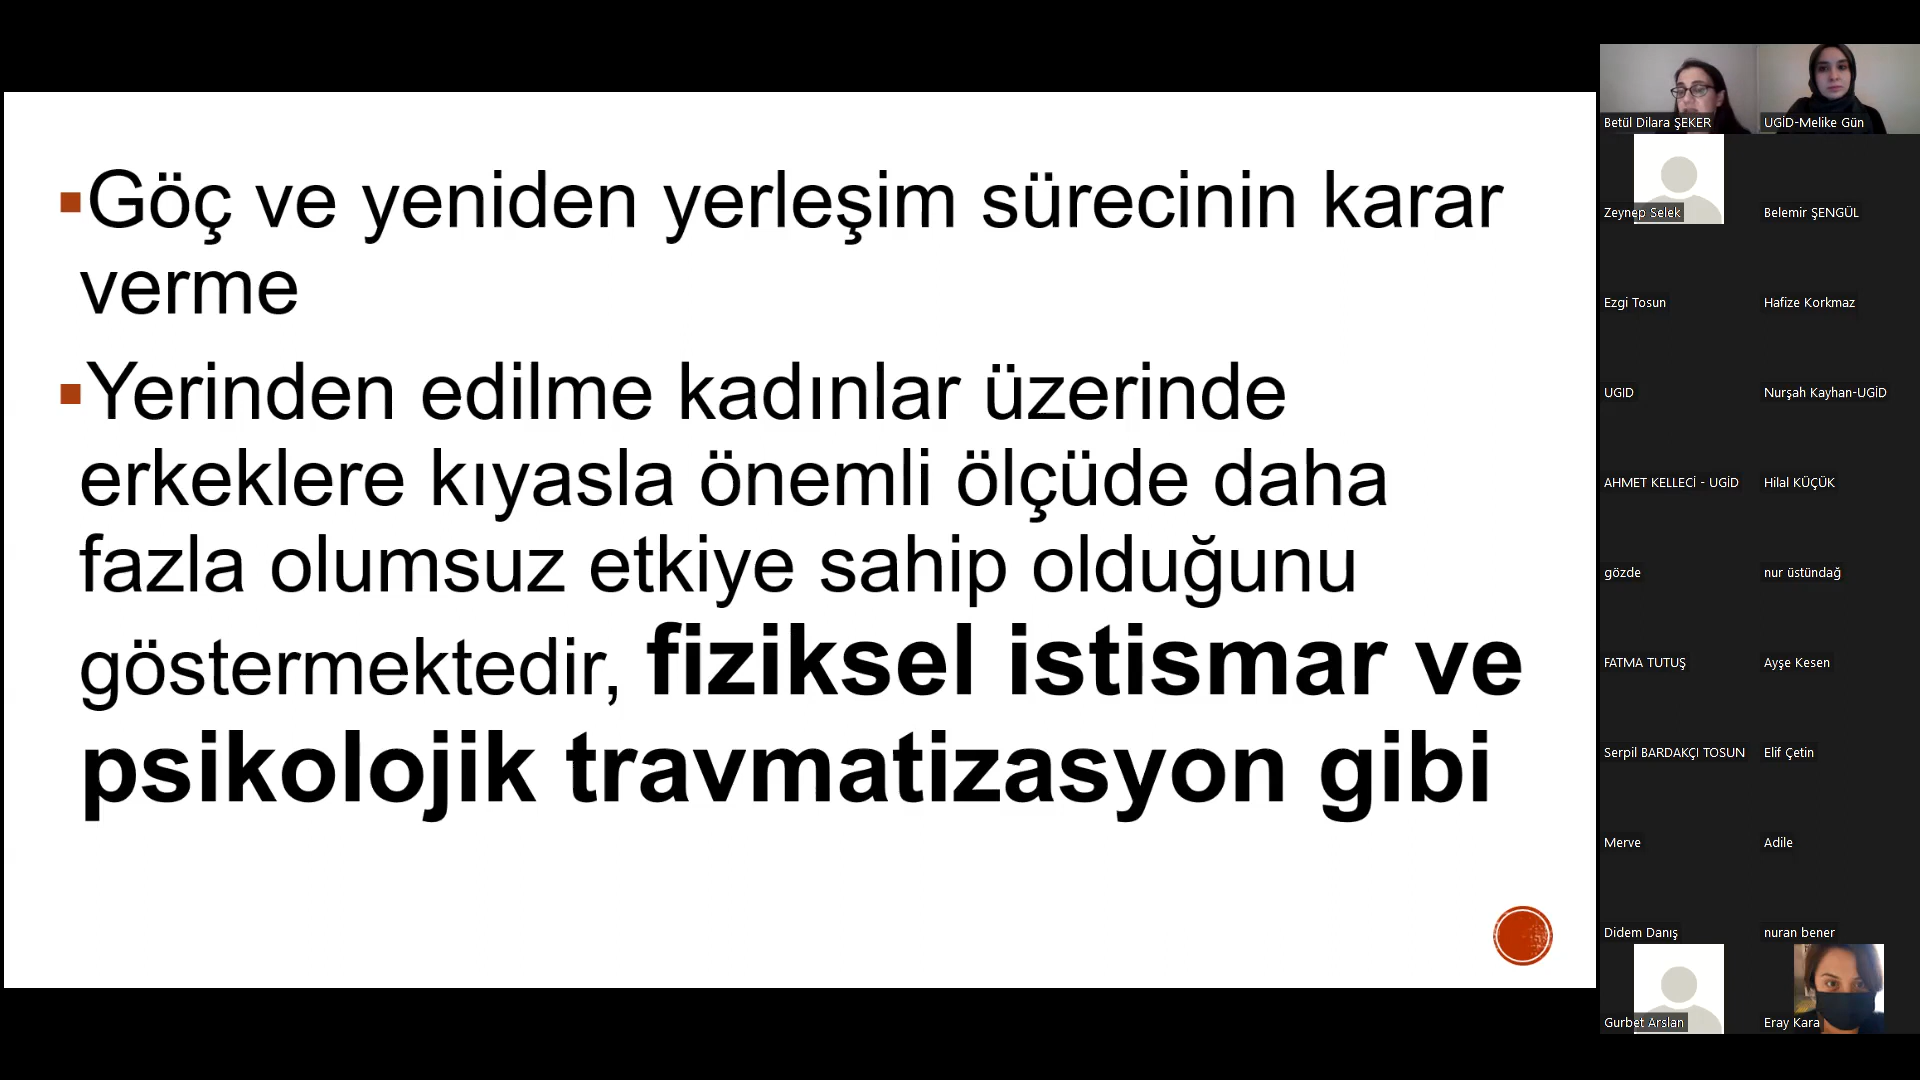 ▪Göç ve yeniden yerleşim sürecinin karar
verme
▪Yerinden edilme kadınlar üzerinde
erkeklere kıyasla önemli ölçüde daha
fazla olumsuz etkiye sahip olduğunu
göstermektedir, fiziksel istismar ve
psikolojik travmatizasyon gibi
Betül Dilara ŞEKER
UGİD-Melike Gün
Zeynep Selek
Belemir ŞENGÜL
Ezgi Tosun
Hafize Korkmaz
UGID
Nurşah Kayhan-UGİD
AHMET KELLECİ - UGİD
Hilal KÜÇÜK
gözde
nur üstündağ
FATMA TUTUŞ
Ayşe Kesen
Serpil BARDAKÇI TOSUN
Elif Çetin
Merve
Adile
Didem Danış
nuran bener
Gurbet Arslan
Eray Kara